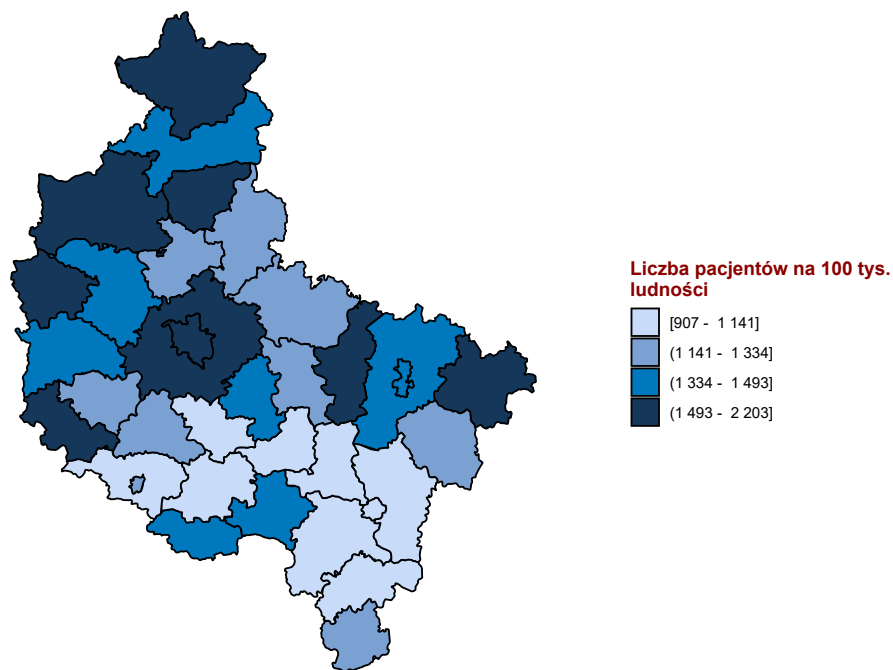 Liczba pacjentów na 100 tys.
ludności
[907 - 1 141]
(1 141 - 1 334]
(1 334 - 1 493]
(1 493 - 2 203]